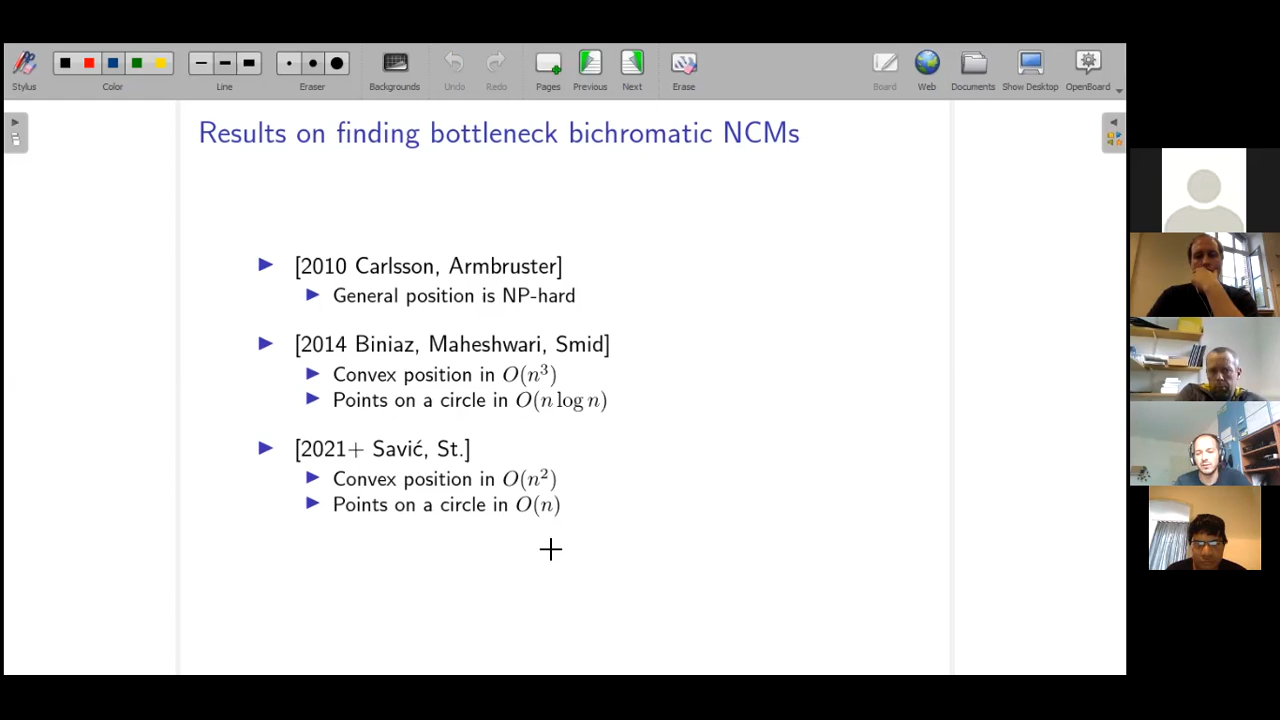 Stylus
Color
Line
Eraser
Backgrounds
Undo
Redo
Pages
Previous
Next
Erase
Board
Web
Documents
Show Desktop
OpenBoard
Results on finding bottleneck bichromatic NCMs
[2010 Carlsson, Armbruster]
General position is NP-hard
[2014 Biniaz, Maheshwari, Smid]
Convex position in O(n³)
Points on a circle in O(n log n)
[2021+ Savić, St.]
Convex position in O(n²)
Points on a circle in O(n)